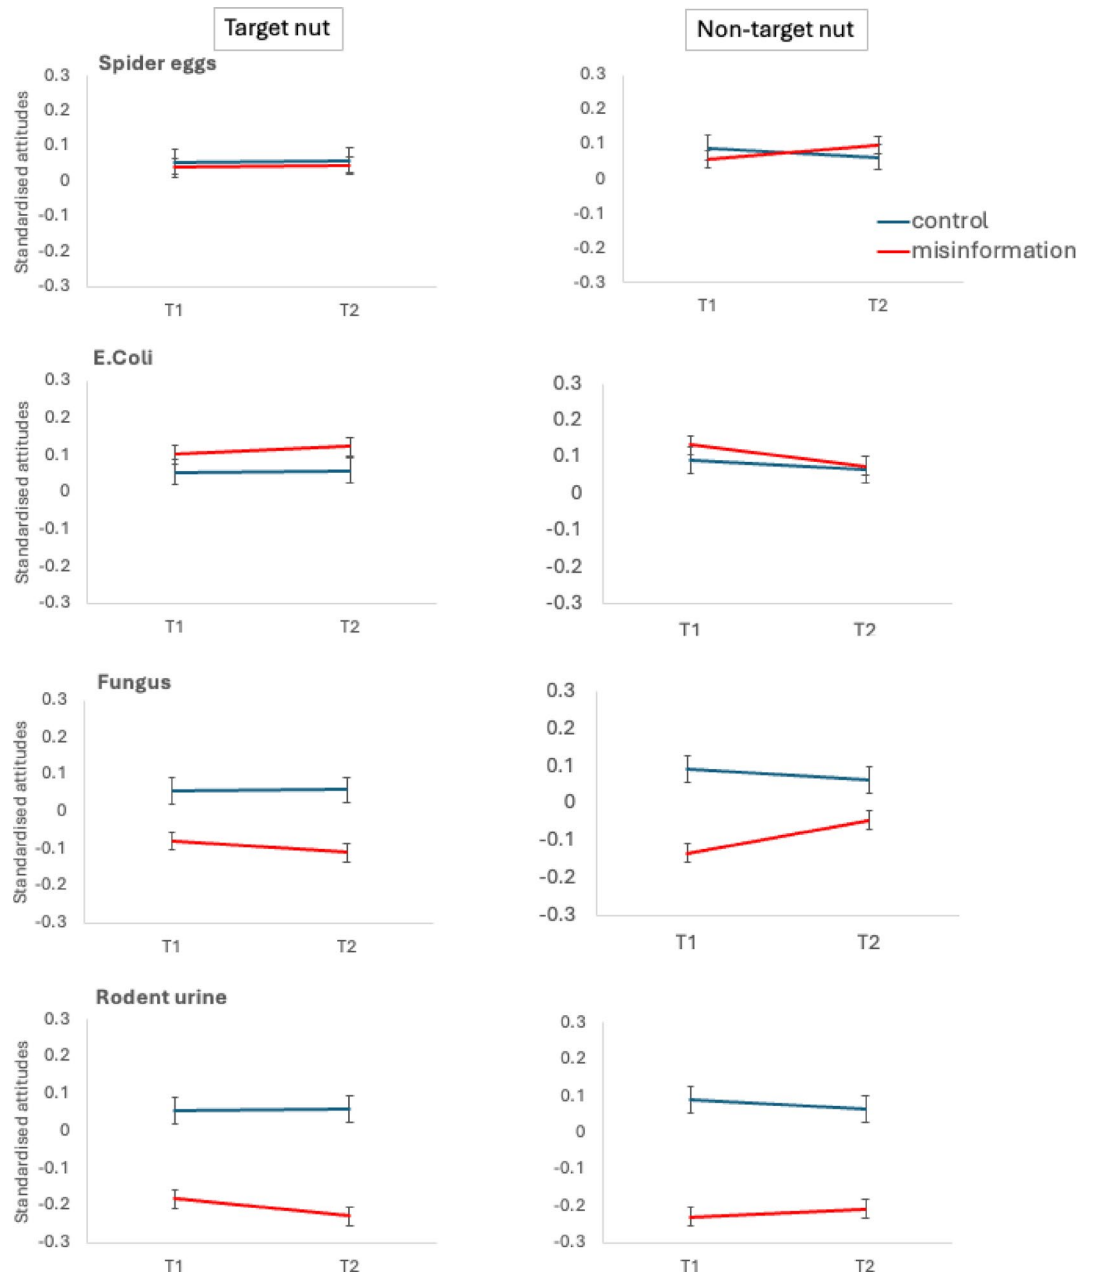 Target nut
Non-target nut
Spider eggs
Standardised attitudes
0.3
0.2
0.1
0
-0.1
-0.2
-0.3
T1 T2
0.3
0.2
0.1
0
-0.1
-0.2
-0.3
T1 T2
control
misinformation
E.Coli
Standardised attitudes
0.3
0.2
0.1
0
-0.1
-0.2
-0.3
T1 T2
0.3
0.2
0.1
0
-0.1
-0.2
-0.3
T1 T2
Fungus
Standardised attitudes
0.3
0.2
0.1
0
-0.1
-0.2
-0.3
T1 T2
0.3
0.2
0.1
0
-0.1
-0.2
-0.3
T1 T2
Rodent urine
Standardised attitudes
0.3
0.2
0.1
0
-0.1
-0.2
-0.3
T1 T2
0.3
0.2
0.1
0
-0.1
-0.2
-0.3
T1 T2